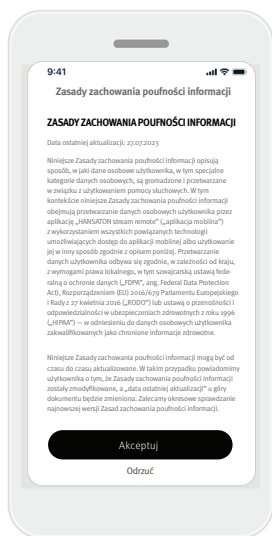 9:41
Zasady zachowania poufności informacji
ZASADY ZACHOWANIA POUFNOŚCI INFORMACJI
Data ostatniej aktualizacji: 27.07.2023
Niniejsze Zasady zachowania poufności informacji opisują
sposób, w jaki dane osobowe użytkownika, w tym specjalne
kategorie danych osobowych, są gromadzone i przetwarzane
w związku z użytkowaniem pomocy słuchowych. W tym
kontekście niniejsze Zasady zachowania poufności informacji
obejmują przetwarzanie danych osobowych użytkownika przez
aplikację „HANSATON stream remote” („aplikacja mobilna”)
z wykorzystaniem wszystkich powiązanych technologii
umożliwiających dostęp do aplikacji mobilnej albo użytkowanie
jej w inny sposób zgodnie z opisem poniżej. Przetwarzanie
danych użytkownika odbywa się zgodnie, w zależności od kraju,
z wymogami prawa lokalnego, w tym szwajcarską ustawą fede-
ralną o ochronie danych („FDPA”, ang. Federal Data Protection
Act), Rozporządzeniem (EU) 2016/679 Parlamentu Europejskiego
i Rady z 27 kwietnia 2016 („RODO”) lub ustawą o przenośności i
odpowiedzialności w ubezpieczeniach zdrowotnych z roku 1996
(„HIPAA”) — w odniesieniu do danych osobowych użytkownika
zakwalifikowanych jako chronione informacje zdrowotne.
Niniejsze Zasady zachowania poufności informacji mogą być od
czasu do czasu aktualizowane. W takim przypadku powiadomimy
użytkownika o tym, że Zasady zachowania poufności informacji
zostały zmodyfikowane, a „data ostatniej aktualizacji” u góry
dokumentu będzie zmieniona. Zalecamy okresowe sprawdzanie
najnowszej wersji Zasad zachowania poufności informacji.
Akceptuj
Odrzuć